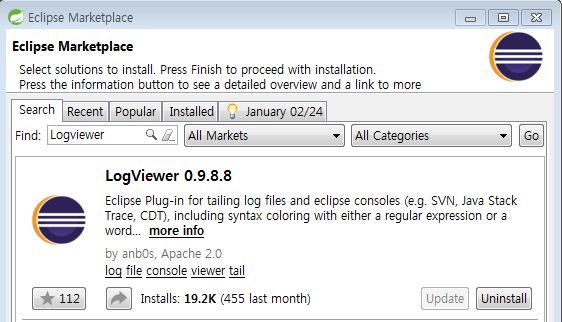 Eclipse Marketplace
Eclipse Marketplace
Select solutions to install. Press Finish to proceed with installation.
Press the information button to see a detailed overview and a link to more
Search Recent Popular Installed January 02/24
Find: Logviewer All Markets All Categories Go
LogViewer 0.9.8.8
Eclipse Plug-in for tailing log files and eclipse consoles (e.g. SVN, Java Stack
Trace, CDT), including syntax coloring with either a regular expression or a
word... more info
by anb0s, Apache 2.0
log file console viewer tail
112 Installs: 19.2K (455 last month) Update Uninstall